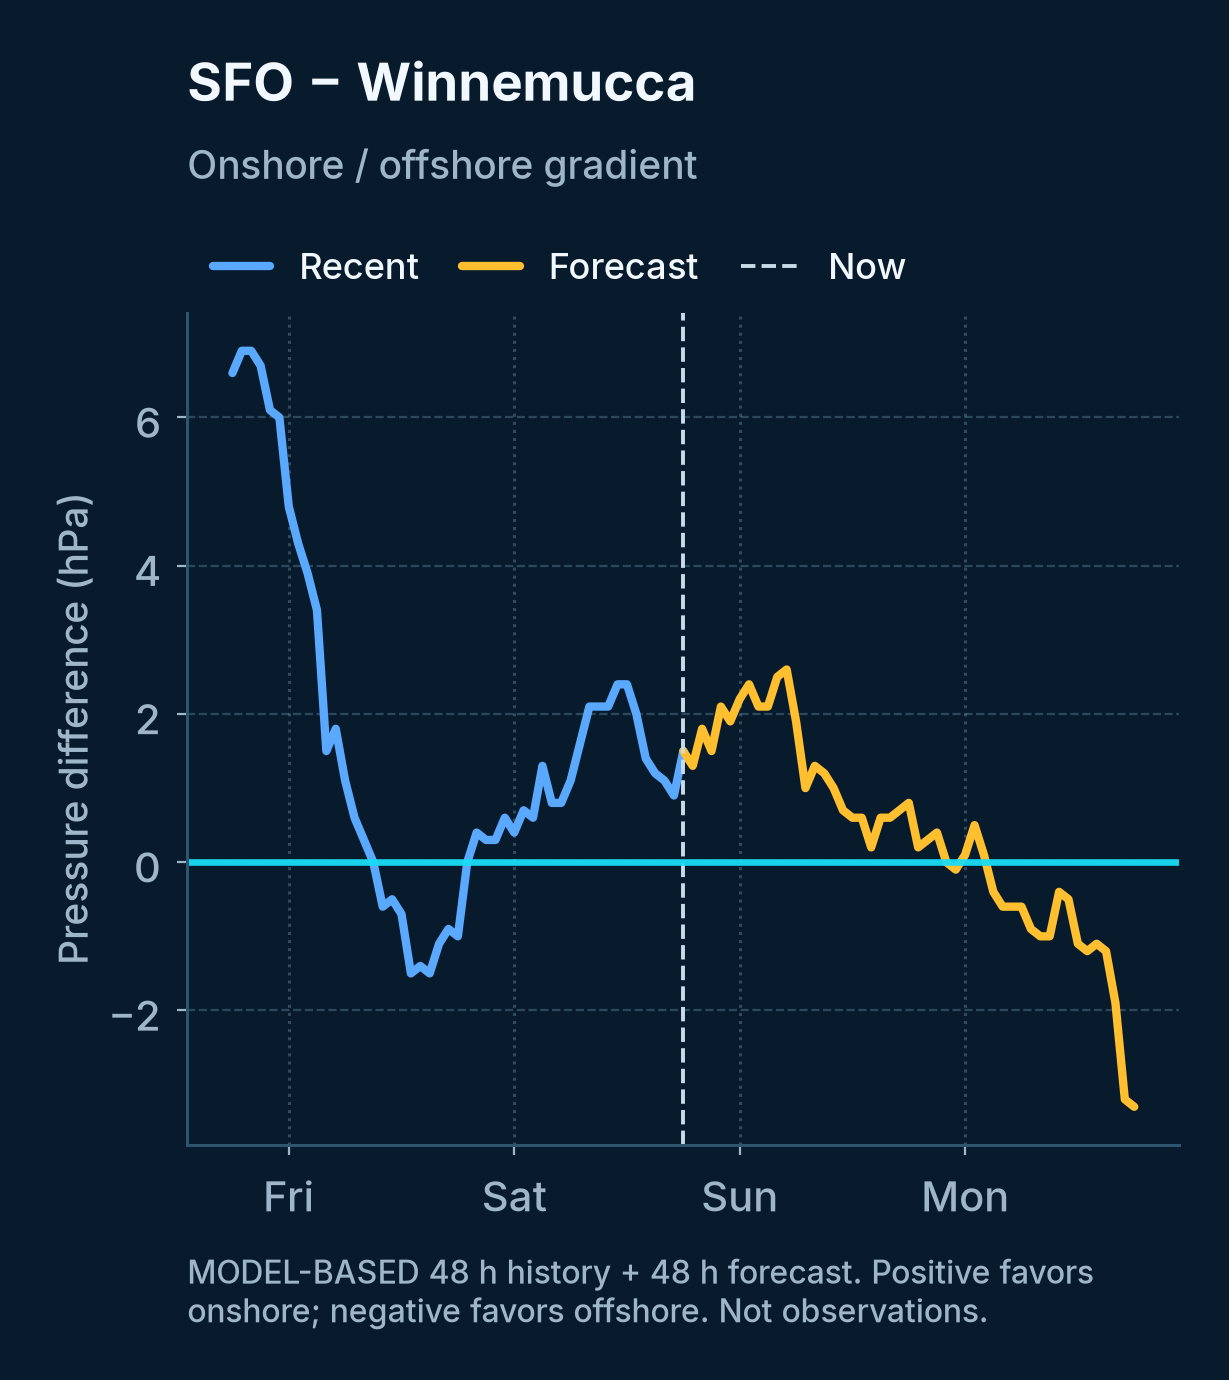 SFO – Winnemucca
Onshore / offshore gradient
Recent
Forecast
Now
Pressure difference (hPa)
6
4
2
0
−2
Fri
Sat
Sun
Mon
MODEL-BASED 48 h history + 48 h forecast. Positive favors
onshore; negative favors offshore. Not observations.